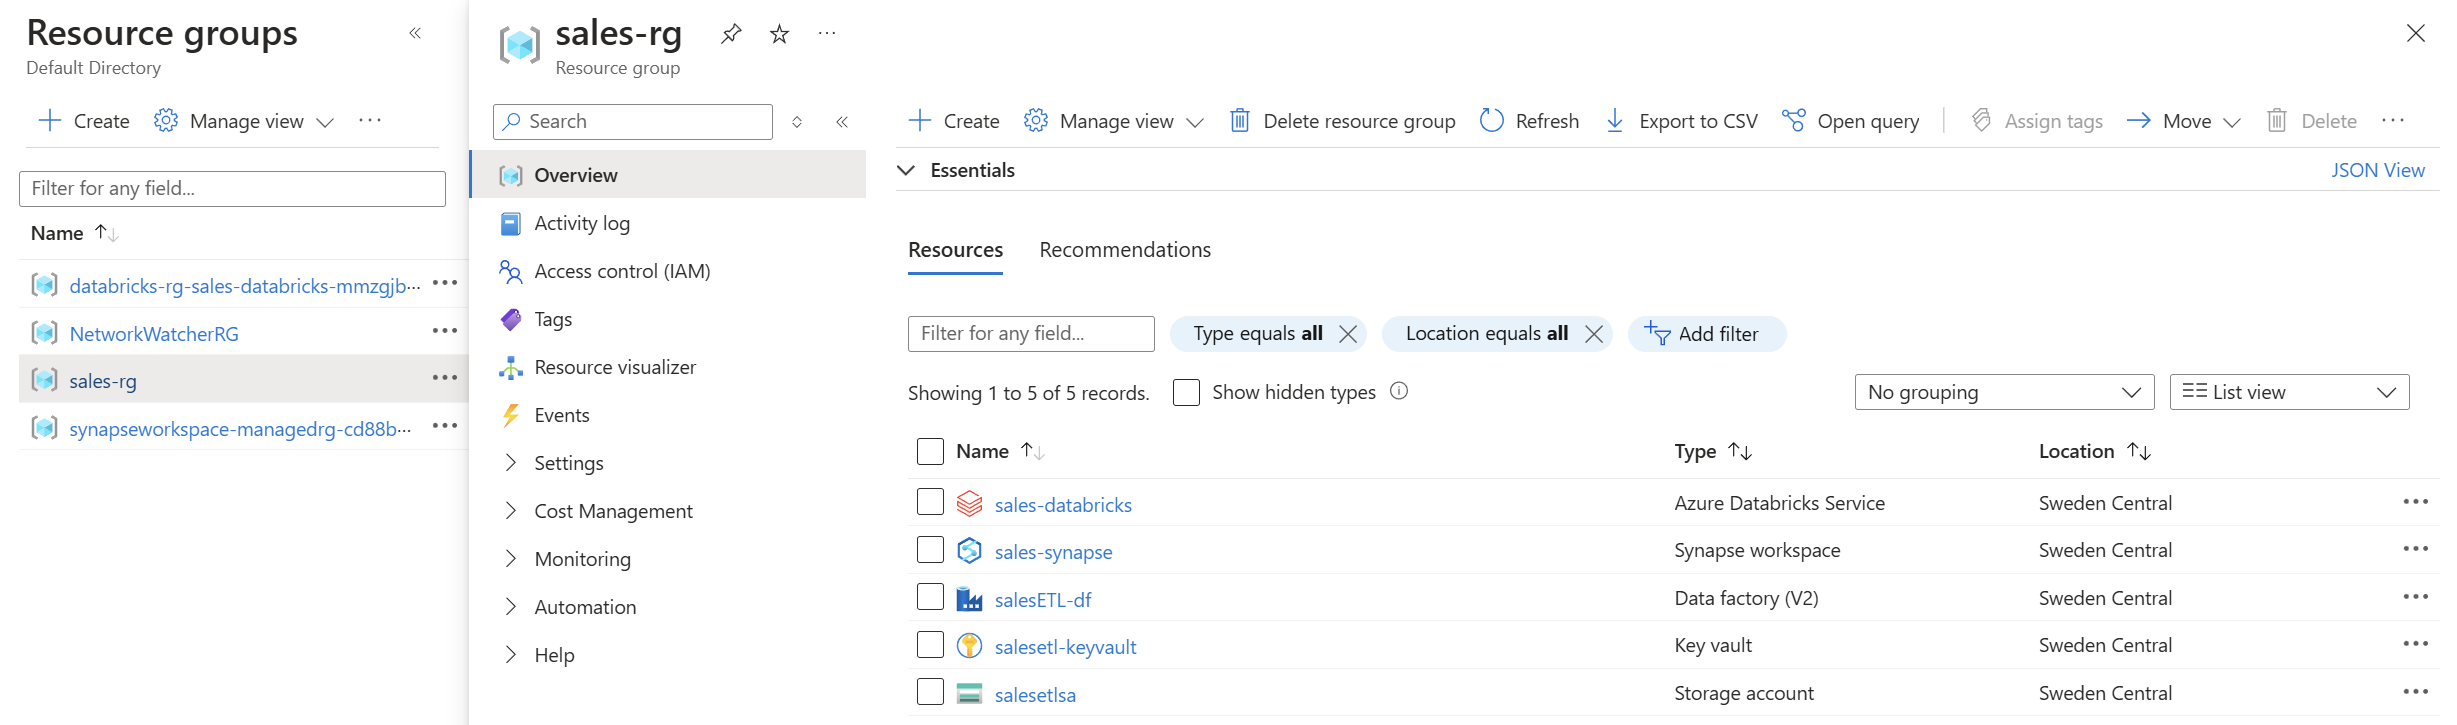 Resource groups
Default Directory
Create Manage view
Filter for any field...
Name
databricks-rg-sales-databricks-mmzgjb...
NetworkWatcherRG
sales-rg
synapseworkspace-managedrg-cd88b...
sales-rg
Resource group
Search
Overview
Activity log
Access control (IAM)
Tags
Resource visualizer
Events
Settings
Cost Management
Monitoring
Automation
Help
Create Manage view Delete resource group Refresh Export to CSV Open query Assign tags Move Delete
Essentials JSON View
Resources Recommendations
Filter for any field... Type equals all Location equals all Add filter
Showing 1 to 5 of 5 records. Show hidden types No grouping List view
Name Type Location
sales-databricks Azure Databricks Service Sweden Central
sales-synapse Synapse workspace Sweden Central
salesETL-df Data factory (V2) Sweden Central
salesetl-keyvault Key vault Sweden Central
salesetlsa Storage account Sweden Central